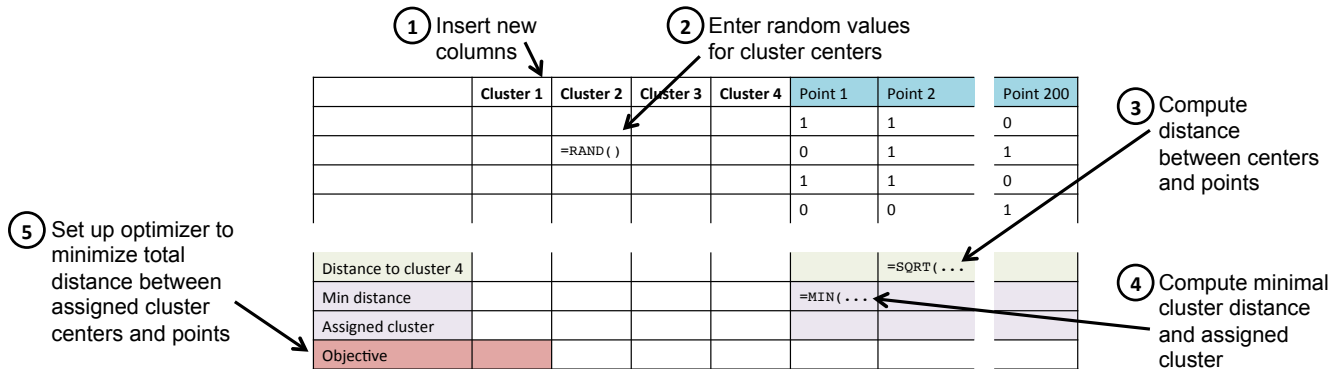 1 Insert new
columns
2 Enter random values
for cluster centers
Cluster 1 Cluster 2 Cluster 3 Cluster 4 Point 1 Point 2 Point 200
1 1 0
=RAND() 0 1 1
1 1 0
0 0 1
3 Compute
distance
between centers
and points
5 Set up optimizer to
minimize total
distance between
assigned cluster
centers and points
Distance to cluster 4 =SQRT(...
Min distance =MIN(...
Assigned cluster
Objective
4 Compute minimal
cluster distance
and assigned
cluster